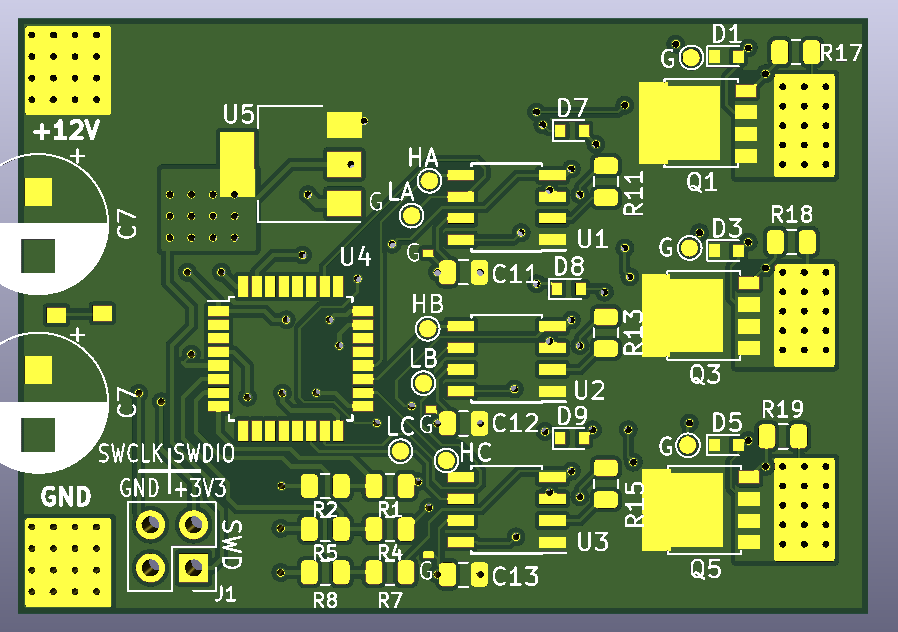 D1
G
R17
+12V
U5
D7
+
HA
LA
G
Q1
R11
C7
U1
R18
D3
G
U4
G
C11
D8
HB
R13
+
LB
Q3
U2
C7
G
C12
D9
R19
LC
HC
D5
G
SWCLK
SWDIO
GND
+3V3
GND
R2
R1
R15
SWD
R5
R4
U3
Q5
G
C13
J1
R8
R7